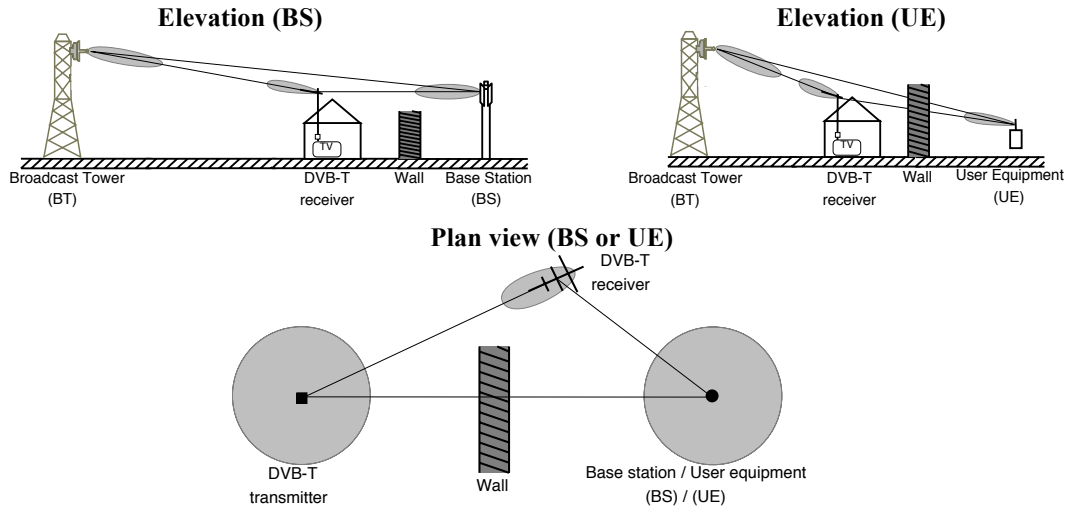 Elevation (BS)
Elevation (UE)
TV
TV
Broadcast Tower
(BT)
DVB-T
receiver
Wall
Base Station
(BS)
Broadcast Tower
(BT)
DVB-T
receiver
Wall
User Equipment
(UE)
Plan view (BS or UE)
DVB-T
receiver
DVB-T
transmitter
Wall
Base station / User equipment
(BS) / (UE)